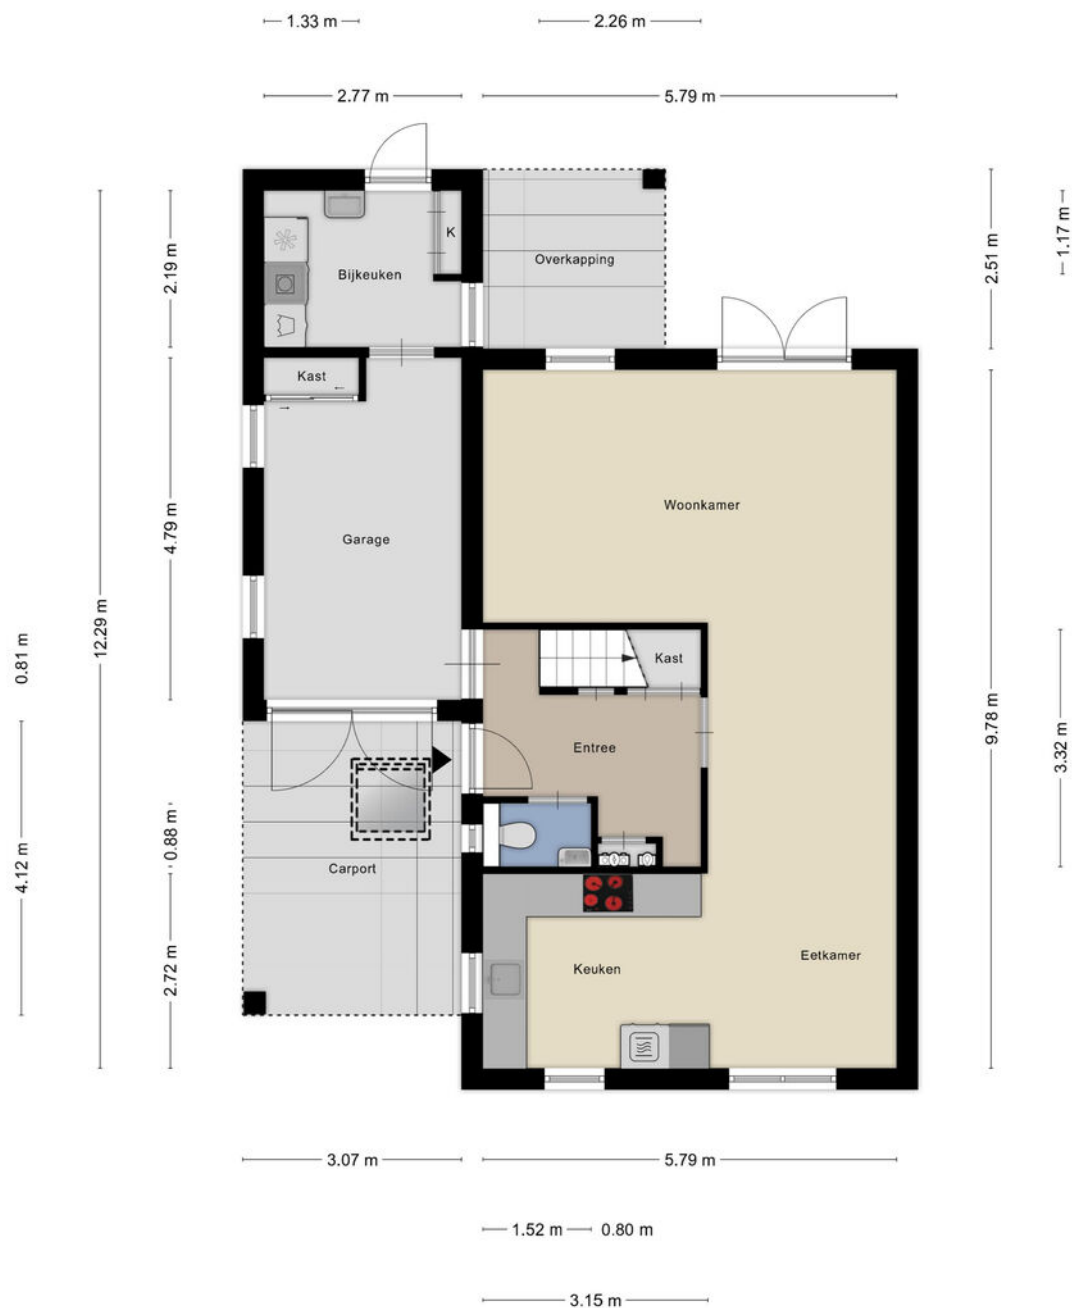 1.33 m
2.26 m
2.77 m
5.79 m
Bijkeuken
K
Overkapping
2.19 m
2.51 m
1.17 m
Kast
Woonkamer
4.79 m
Garage
12.29 m
0.81 m
Kast
Entree
9.78 m
3.32 m
4.12 m
0.88 m
Carport
2.72 m
Keuken
Eetkamer
3.07 m
5.79 m
1.52 m
0.80 m
3.15 m